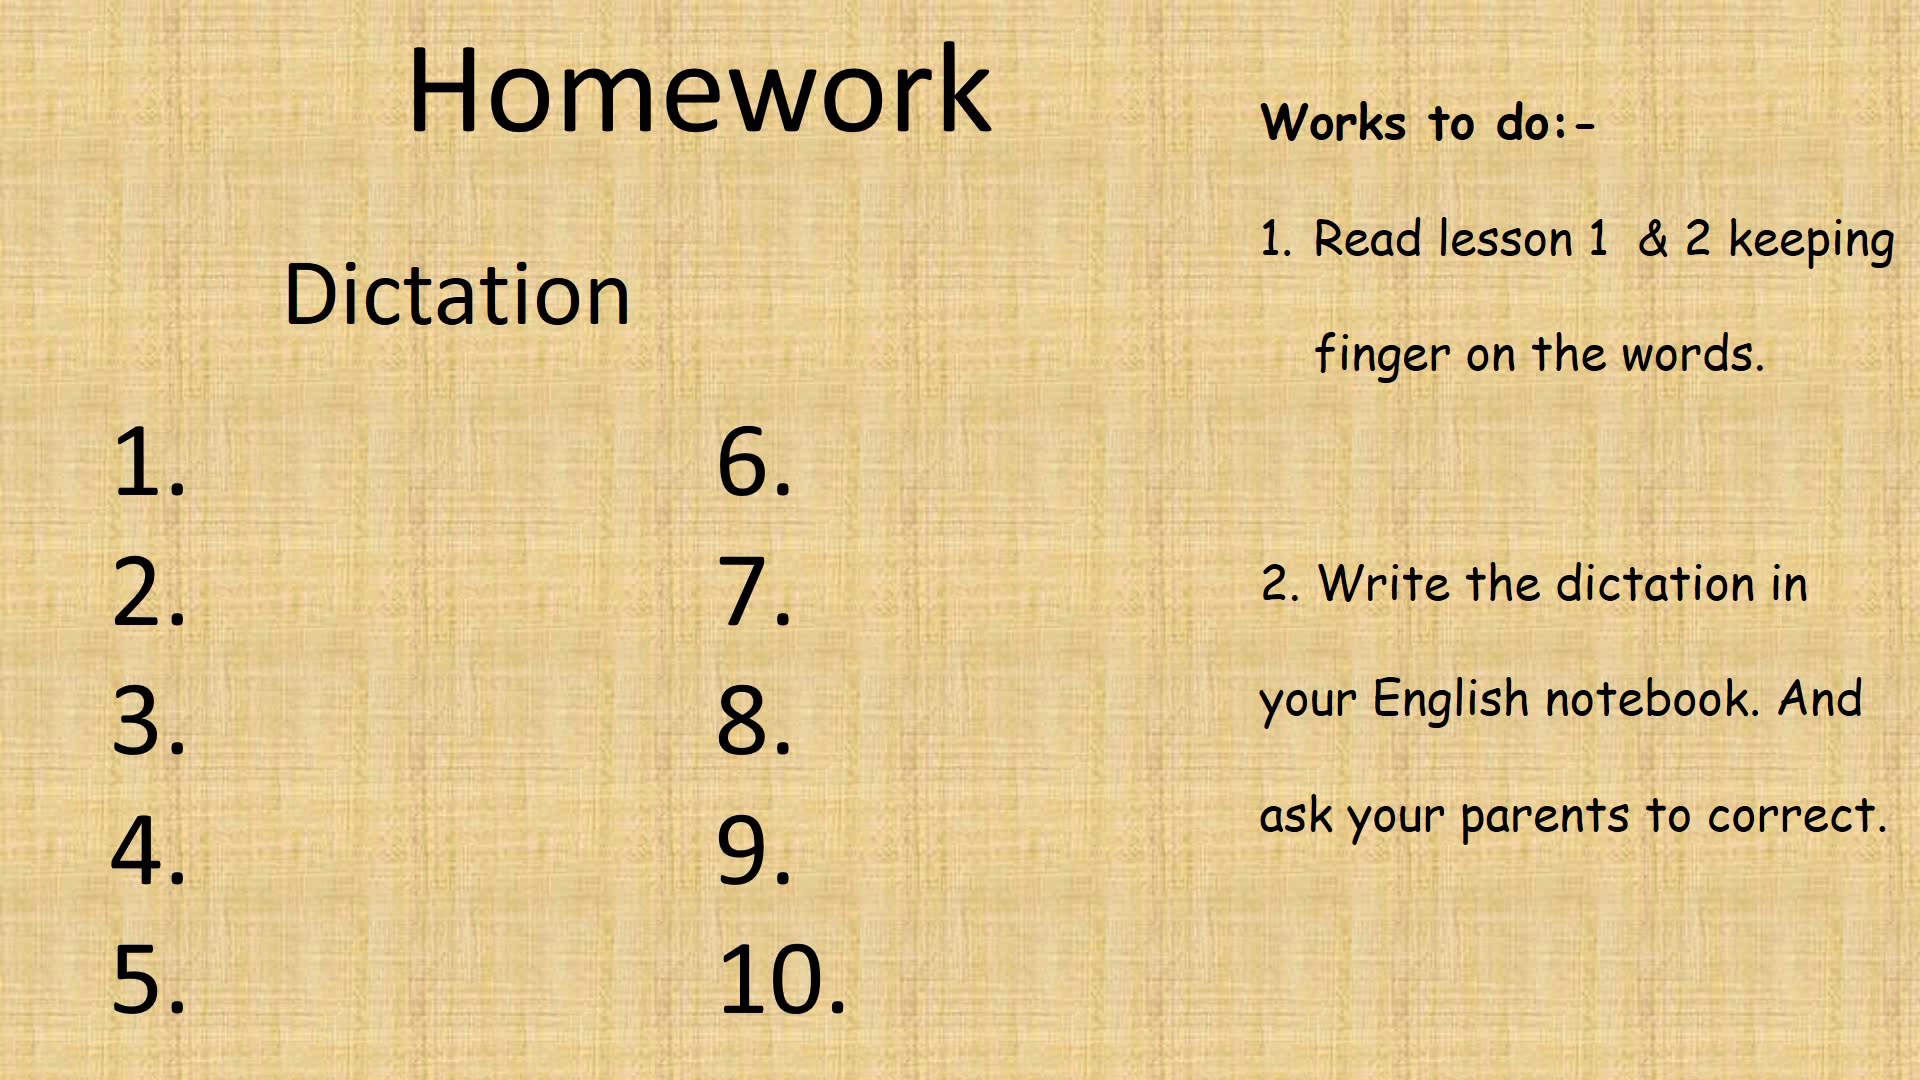 Homework
Dictation
1.
2.
3.
4.
5.
6.
7.
8.
9.
10.
Works to do:-
1. Read lesson 1 & 2 keeping
finger on the words.
2. Write the dictation in
your English notebook. And
ask your parents to correct.